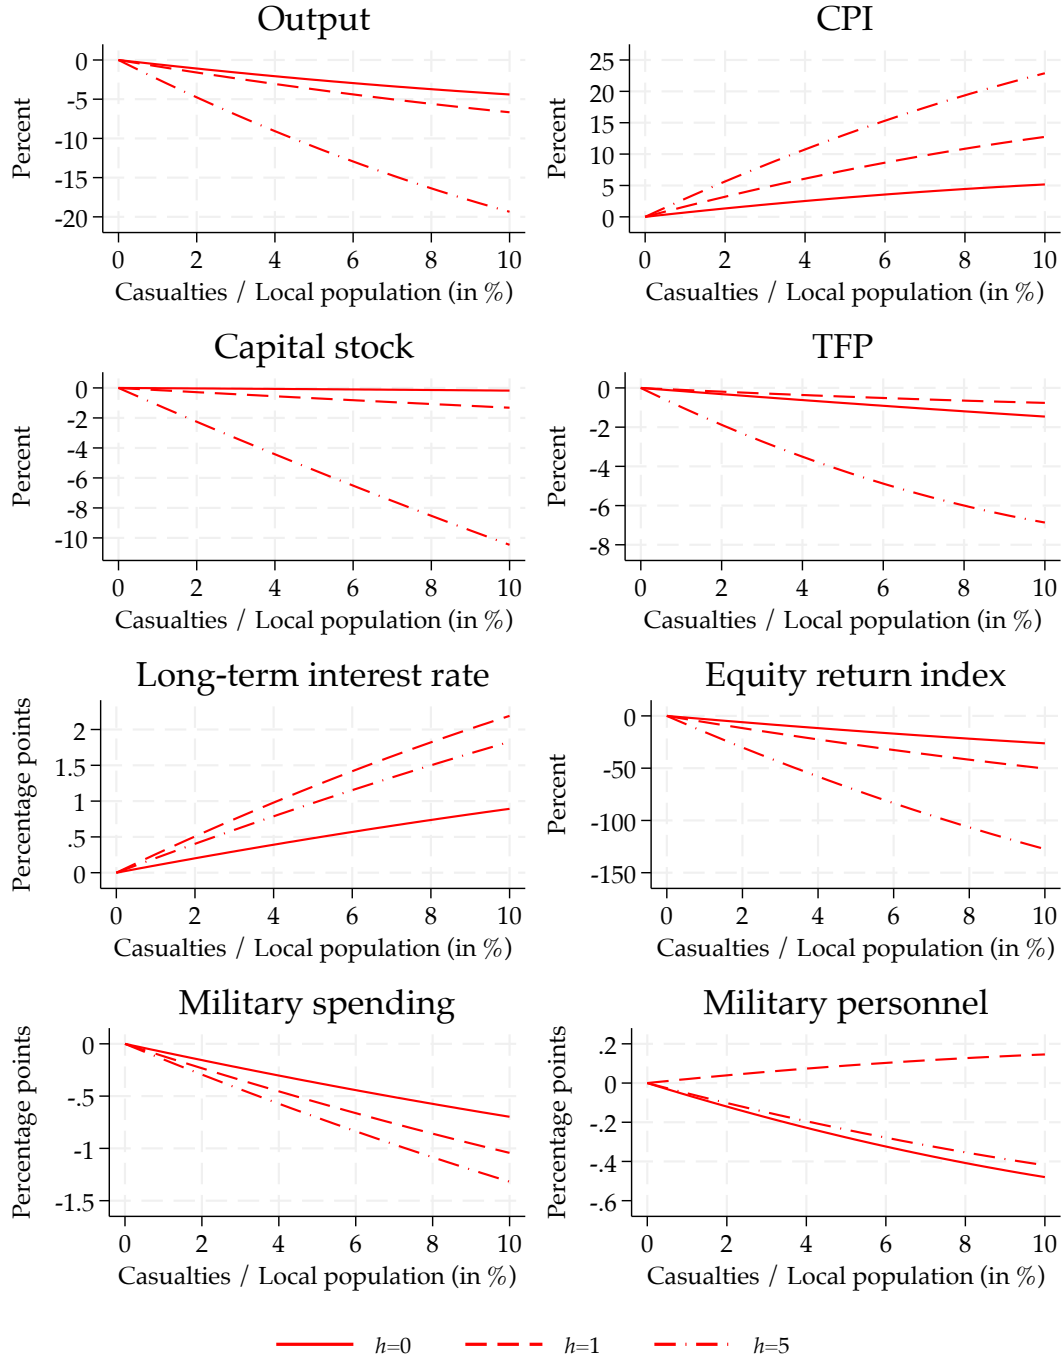 Output
Percent
0
-5
-10
-15
-20
0 2 4 6 8 10
Casualties / Local population (in %)
CPI
Percent
25
20
15
10
5
0
0 2 4 6 8 10
Casualties / Local population (in %)
Capital stock
Percent
0
-2
-4
-6
-8
-10
0 2 4 6 8 10
Casualties / Local population (in %)
TFP
Percent
0
-2
-4
-6
-8
0 2 4 6 8 10
Casualties / Local population (in %)
Long-term interest rate
Percentage points
2
1.5
1
.5
0
0 2 4 6 8 10
Casualties / Local population (in %)
Equity return index
Percent
0
-50
-100
-150
0 2 4 6 8 10
Casualties / Local population (in %)
Military spending
Percentage points
0
-.5
-1
-1.5
0 2 4 6 8 10
Casualties / Local population (in %)
Military personnel
Percentage points
.2
0
-.2
-.4
-.6
0 2 4 6 8 10
Casualties / Local population (in %)
h=0 h=1 h=5